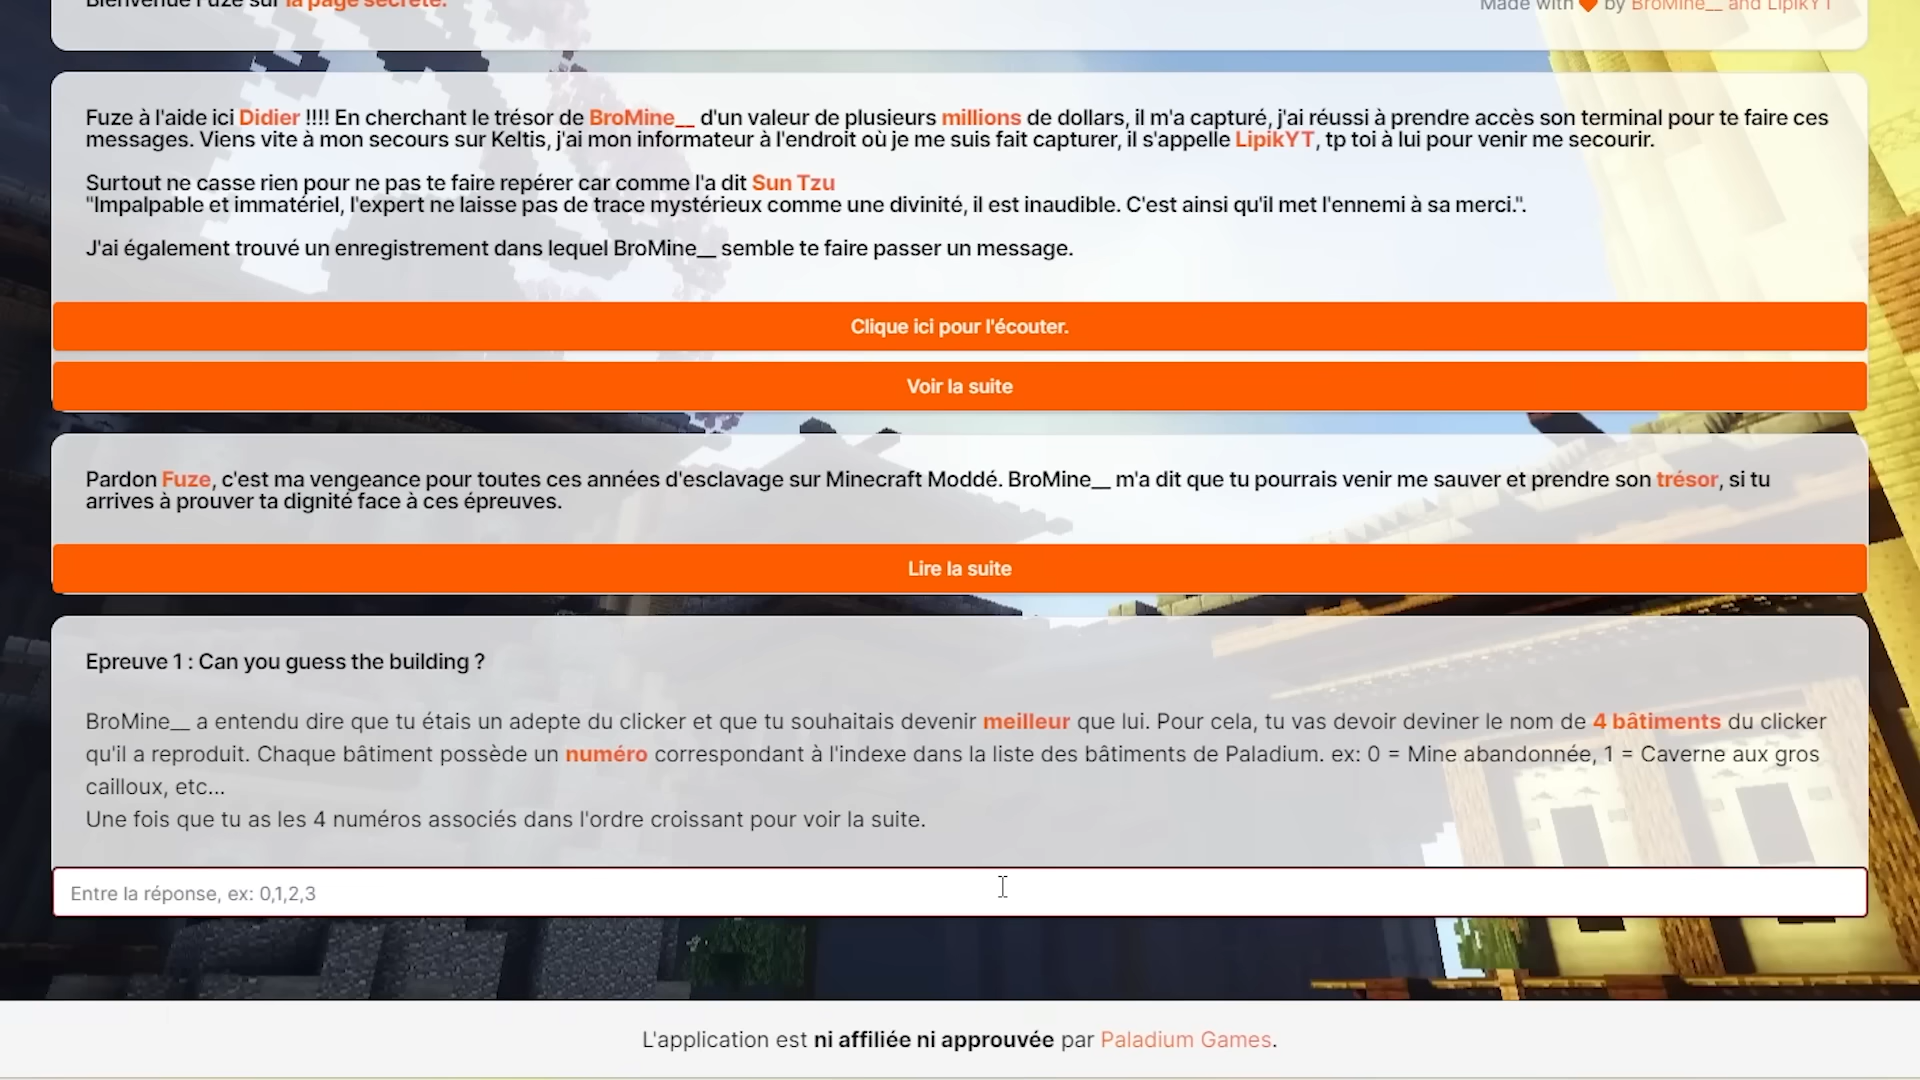 Bienvenue Fuze sur la page secrète.
Made with by BroMine__ and LipikYT
Fuze à l'aide ici Didier !!!! En cherchant le trésor de BroMine__ d'un valeur de plusieurs millions de dollars, il m'a capturé, j'ai réussi à prendre accès son terminal pour te faire ces
messages. Viens vite à mon secours sur Keltis, j'ai mon informateur à l'endroit où je me suis fait capturer, il s'appelle LipikYT, tp toi à lui pour venir me secourir.
Surtout ne casse rien pour ne pas te faire repérer car comme l'a dit Sun Tzu
"Impalpable et immatériel, l'expert ne laisse pas de trace mystérieux comme une divinité, il est inaudible. C'est ainsi qu'il met l'ennemi à sa merci.".
J'ai également trouvé un enregistrement dans lequel BroMine__ semble te faire passer un message.
Clique ici pour l'écouter.
Voir la suite
Pardon Fuze, c'est ma vengeance pour toutes ces années d'esclavage sur Minecraft Moddé. BroMine__ m'a dit que tu pourrais venir me sauver et prendre son trésor, si tu
arrives à prouver ta dignité face à ces épreuves.
Lire la suite
Epreuve 1 : Can you guess the building ?
BroMine__ a entendu dire que tu étais un adepte du clicker et que tu souhaitais devenir meilleur que lui. Pour cela, tu vas devoir deviner le nom de 4 bâtiments du clicker
qu'il a reproduit. Chaque bâtiment possède un numéro correspondant à l'indexe dans la liste des bâtiments de Paladium. ex: 0 = Mine abandonnée, 1 = Caverne aux gros
cailloux, etc...
Une fois que tu as les 4 numéros associés dans l'ordre croissant pour voir la suite.
Entre la réponse, ex: 0,1,2,3
L'application est ni affiliée ni approuvée par Paladium Games.